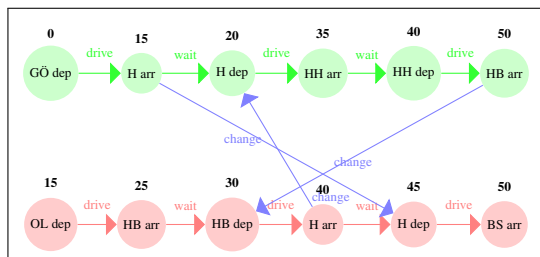 0 15 20 35 40 50
drive wait drive wait drive
GÖ dep H arr H dep HH arr HH dep HB arr
change
change
15 25 30 40 45 50
change
drive wait drive wait drive
OL dep HB arr HB dep H arr H dep BS arr